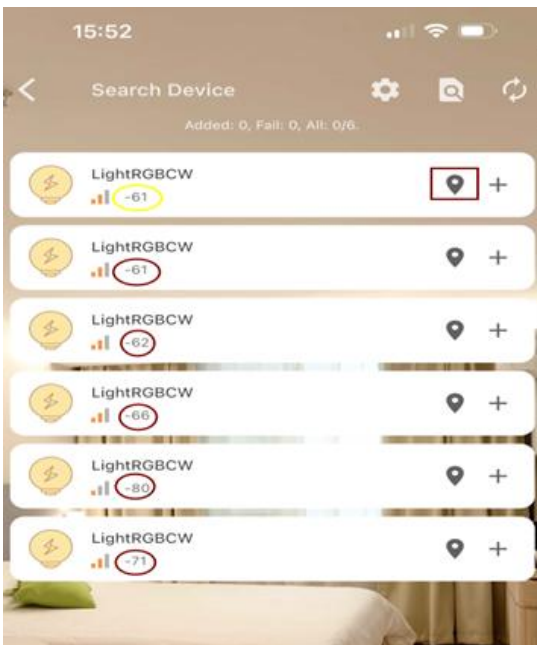 15:52
Search Device
Added: 0, Fail: 0, All: 0/6.
LightRGBCW
-61
LightRGBCW
-61
LightRGBCW
-62
LightRGBCW
-66
LightRGBCW
-80
LightRGBCW
-71